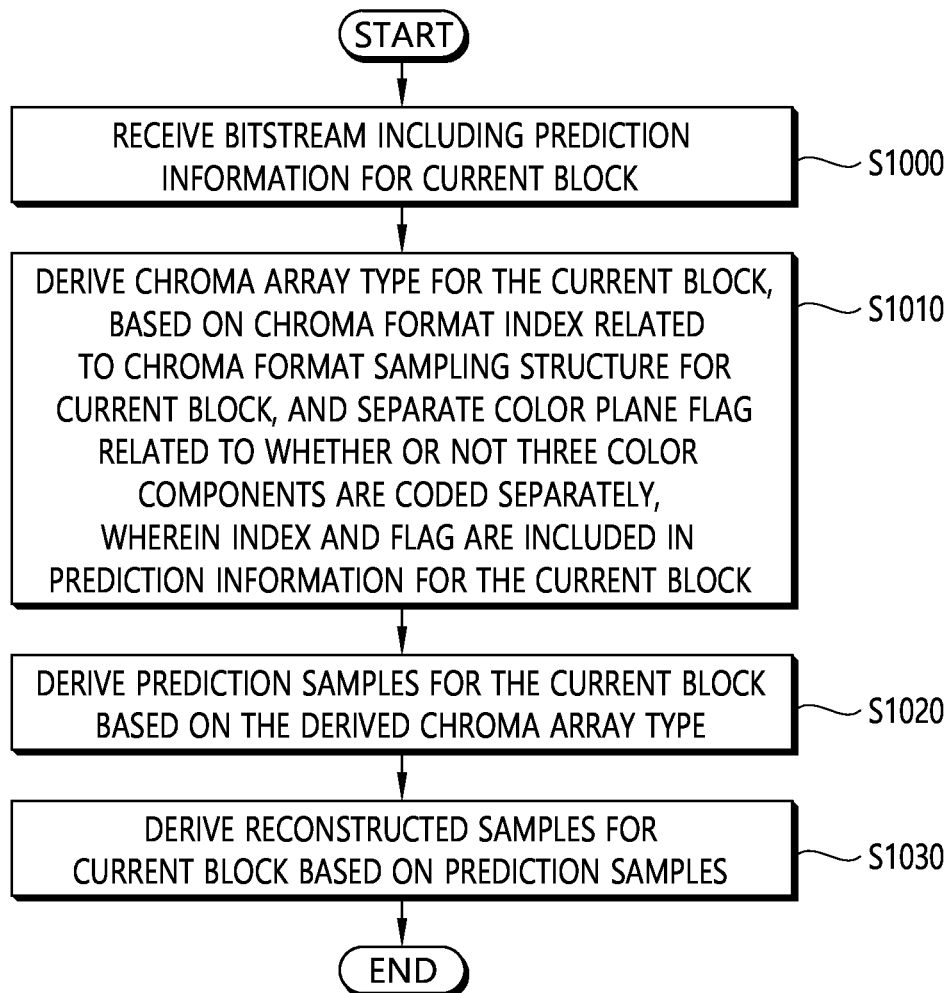 START
RECEIVE BITSTREAM INCLUDING PREDICTION
INFORMATION FOR CURRENT BLOCK
S1000
DERIVE CHROMA ARRAY TYPE FOR THE CURRENT BLOCK,
BASED ON CHROMA FORMAT INDEX RELATED
TO CHROMA FORMAT SAMPLING STRUCTURE FOR
CURRENT BLOCK, AND SEPARATE COLOR PLANE FLAG
RELATED TO WHETHER OR NOT THREE COLOR
COMPONENTS ARE CODED SEPARATELY,
WHEREIN INDEX AND FLAG ARE INCLUDED IN
PREDICTION INFORMATION FOR THE CURRENT BLOCK
S1010
DERIVE PREDICTION SAMPLES FOR THE CURRENT BLOCK
BASED ON THE DERIVED CHROMA ARRAY TYPE
S1020
DERIVE RECONSTRUCTED SAMPLES FOR
CURRENT BLOCK BASED ON PREDICTION SAMPLES
S1030
END